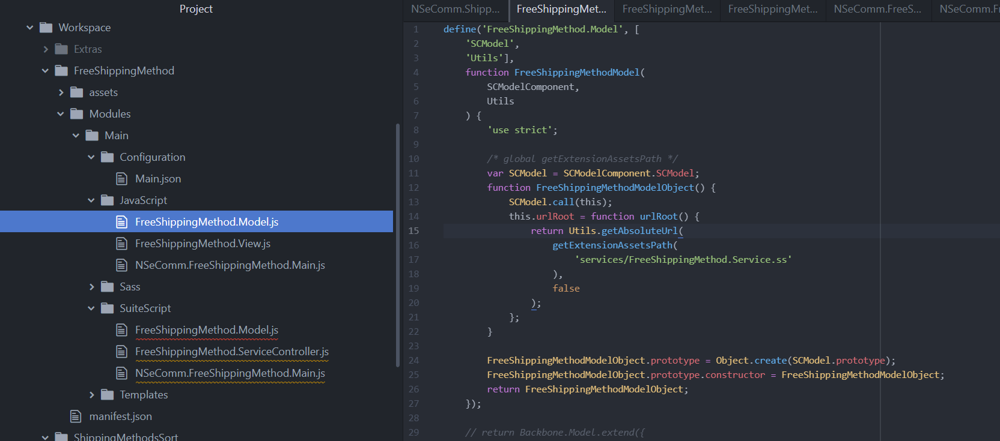 Project
Workspace
Extras
FreeShippingMethod
assets
Modules
Main
Configuration
Main.json
JavaScript
FreeShippingMethod.Model.js
FreeShippingMethod.View.js
NSeComm.FreeShippingMethod.Main.js
Sass
SuiteScript
FreeShippingMethod.Model.js
FreeShippingMethod.ServiceController.js
NSeComm.FreeShippingMethod.Main.js
Templates
manifest.json
ShippingMethodsSort
NSeComm.Shipp... FreeShippingMet... FreeShippingMet... FreeShippingMet... NSeComm.FreeS... NSeComm.Fr
1 define('FreeShippingMethod.Model', [
2 'SCModel',
3 'Utils'],
4 function FreeShippingMethodModel(
5 SCModelComponent,
6 Utils
7 ) {
8 'use strict';
9
10 /* global getExtensionAssetsPath */
11 var SCModel = SCModelComponent.SCModel;
12 function FreeShippingMethodModelObject() {
13 SCModel.call(this);
14 this.urlRoot = function urlRoot() {
15 return Utils.getAbsoluteUrl(
16 getExtensionAssetsPath(
17 'services/FreeShippingMethod.Service.ss'
18 ),
19 false
20 );
21 };
22 }
23
24 FreeShippingMethodModelObject.prototype = Object.create(SCModel.prototype);
25 FreeShippingMethodModelObject.prototype.constructor = FreeShippingMethodModelObject;
26 return FreeShippingMethodModelObject;
27 });
28
29 // return Backbone.Model.extend({